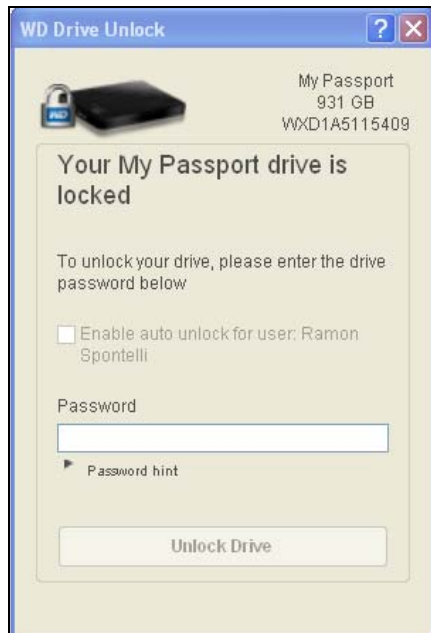 WD Drive Unlock
?
My Passport
931 GB
WXD1A5115409
WD
Your My Passport drive is
locked
To unlock your drive, please enter the drive
password below
Enable auto unlock for user: Ramon
Spontelli
Password
Password hint
Unlock Drive